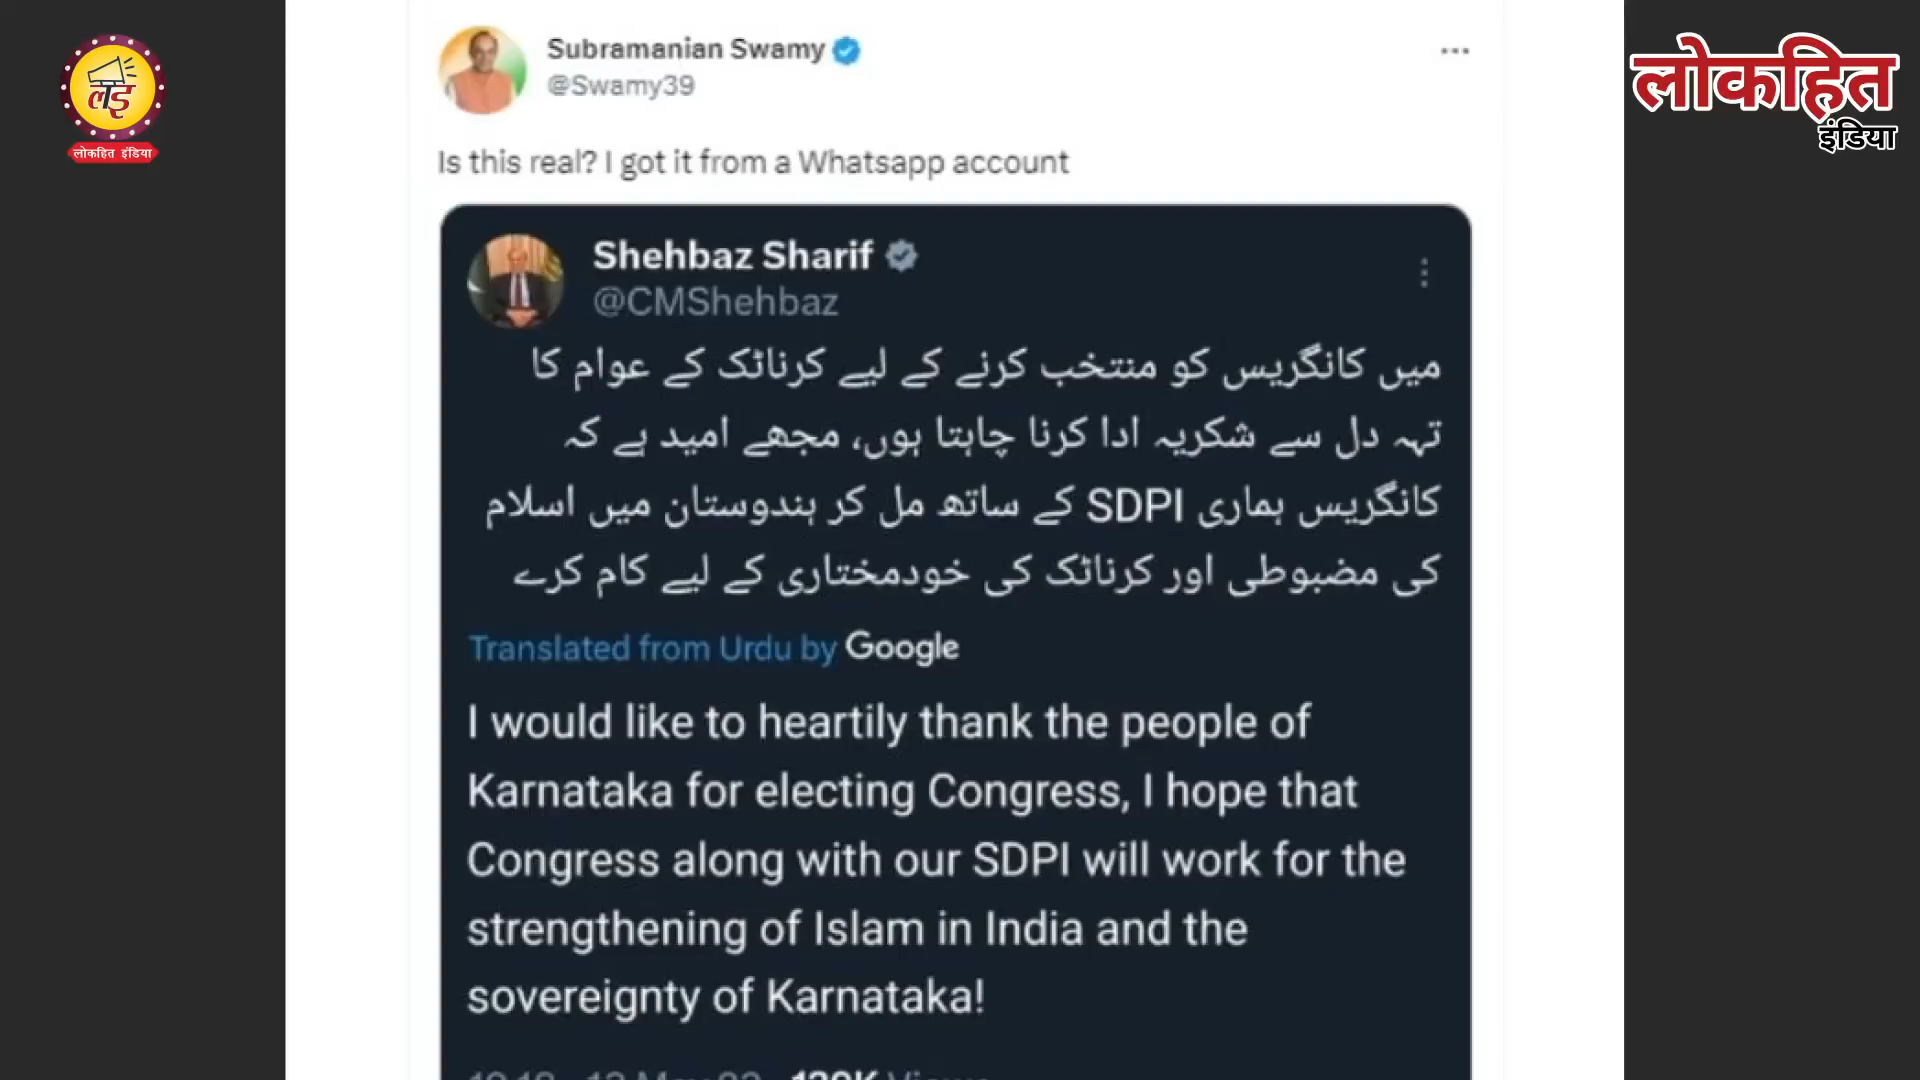 लोकहित इंडिया
लोकहित
इंडिया
Subramanian Swamy
@Swamy39
Is this real? I got it from a Whatsapp account
Shehbaz Sharif
@CMShehbaz
میں کانگریس کو منتخب کرنے کے لیے کرناٹک کے عوام کا
تہہ دل سے شکریہ ادا کرنا چاہتا ہوں، مجھے امید ہے کہ
کانگریس ہماری SDPI کے ساتھ مل کر ہندوستان میں اسلام
کی مضبوطی اور کرناٹک کی خودمختاری کے لیے کام کرے
Translated from Urdu by Google
I would like to heartily thank the people of
Karnataka for electing Congress, I hope that
Congress along with our SDPI will work for the
strengthening of Islam in India and the
sovereignty of Karnataka!